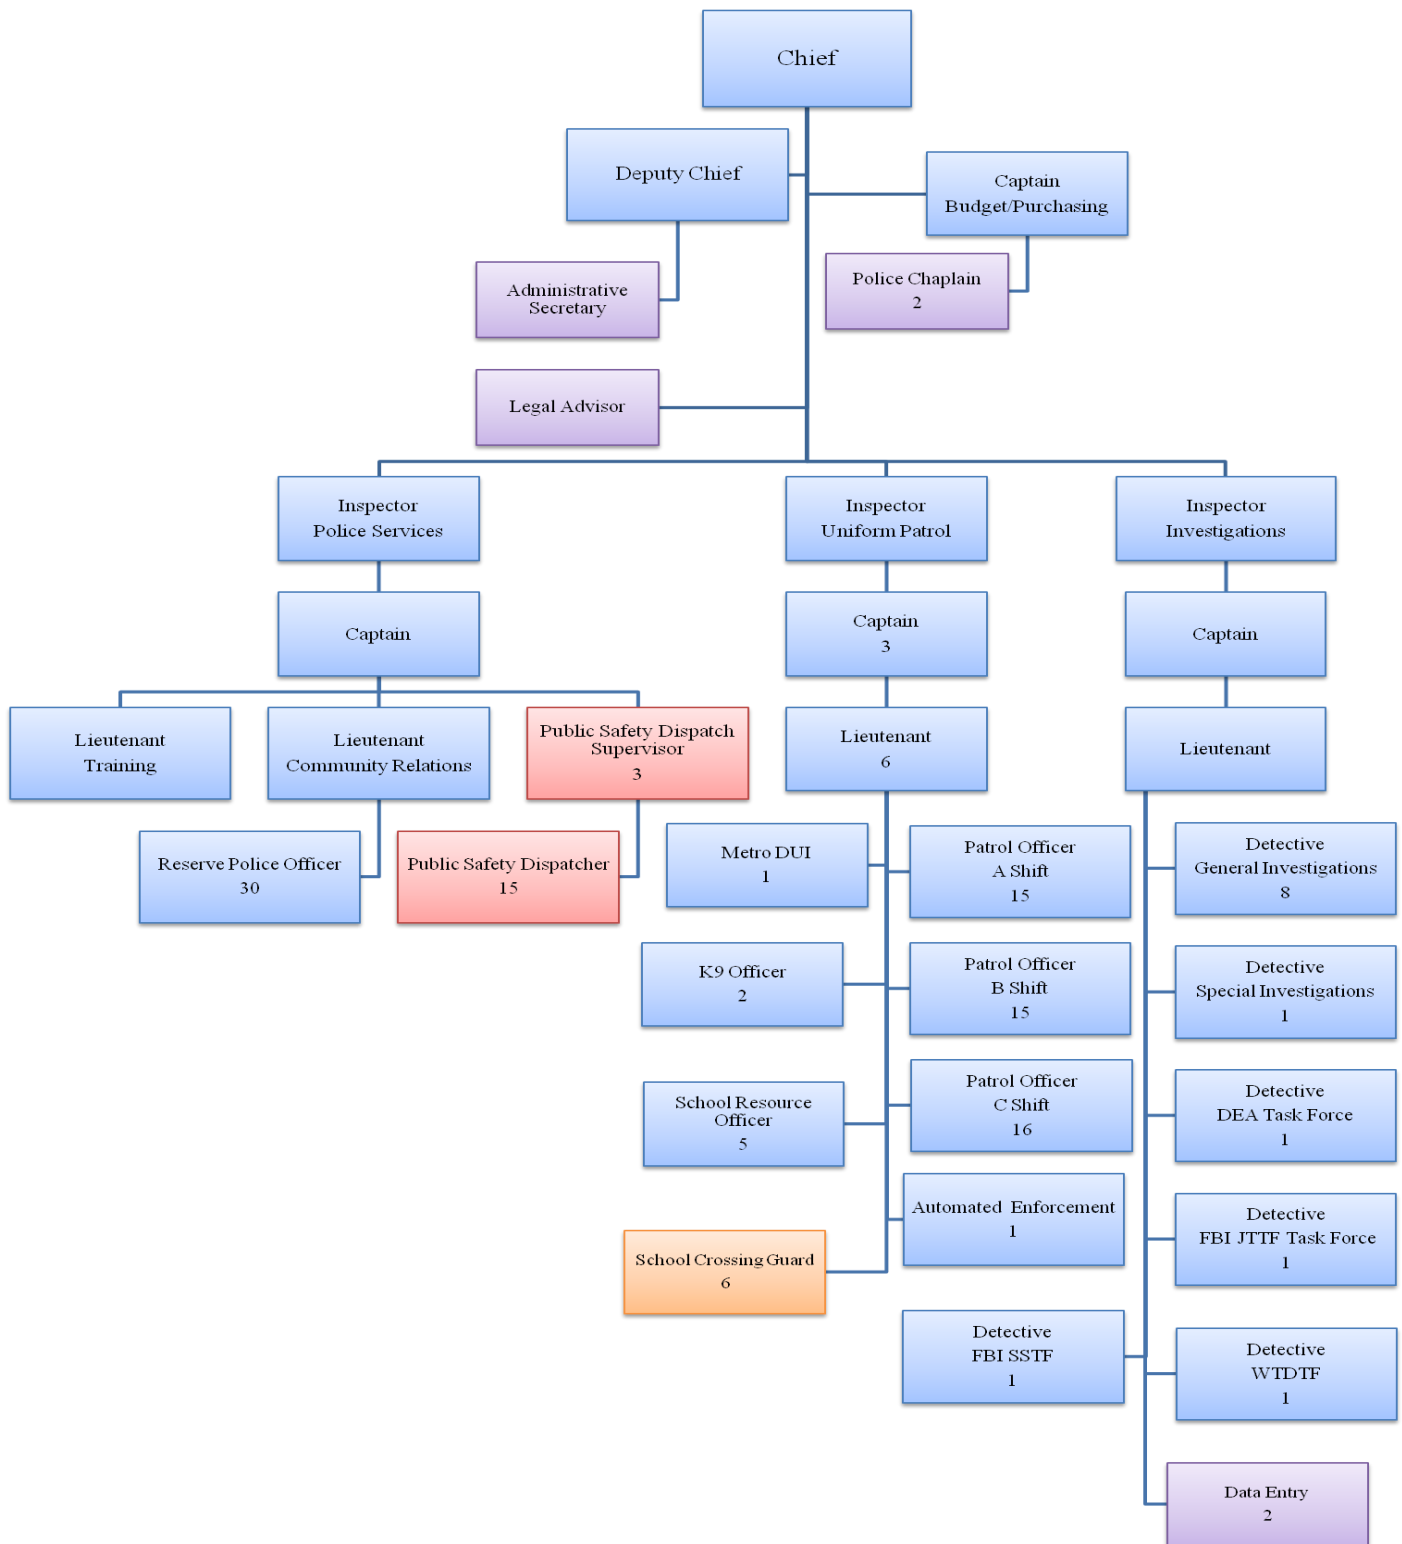 Chief
Deputy Chief
Captain
Budget/Purchasing
Administrative
Secretary
Police Chaplain
2
Legal Advisor
Inspector
Police Services
Inspector
Uniform Patrol
Inspector
Investigations
Captain
Captain
3
Captain
Lieutenant
Training
Lieutenant
Community Relations
Public Safety Dispatch
Supervisor
3
Lieutenant
6
Lieutenant
Reserve Police Officer
30
Public Safety Dispatcher
15
Metro DUI
1
Patrol Officer
A Shift
15
Detective
General Investigations
8
K9 Officer
2
Patrol Officer
B Shift
15
Detective
Special Investigations
1
School Resource
Officer
5
Patrol Officer
C Shift
16
Detective
DEA Task Force
1
School Crossing Guard
6
Automated Enforcement
1
Detective
FBI JTTF Task Force
1
Detective
FBI SSTF
1
Detective
WTDTF
1
Data Entry
2